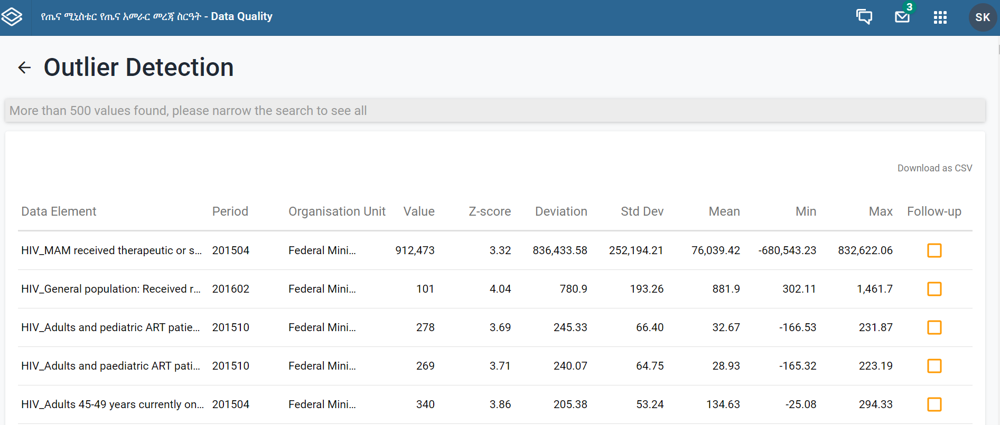 የጤና ሚኒስቴር የጤና አመራር መረጃ ስርዓት - Data Quality
3
SK
Outlier Detection
More than 500 values found, please narrow the search to see all
Download as CSV
Data Element Period Organisation Unit Value Z-score Deviation Std Dev Mean Min Max Follow-up
HIV_MAM received therapeutic or s... 201504 Federal Mini... 912,473 3.32 836,433.58 252,194.21 76,039.42 -680,543.23 832,622.06
HIV_General population: Received r... 201602 Federal Mini... 101 4.04 780.9 193.26 881.9 302.11 1,461.7
HIV_Adults and pediatric ART patie... 201510 Federal Mini... 278 3.69 245.33 66.40 32.67 -166.53 231.87
HIV_Adults and paediatric ART pati... 201510 Federal Mini... 269 3.71 240.07 64.75 28.93 -165.32 223.19
HIV_Adults 45-49 years currently on... 201504 Federal Mini... 340 3.86 205.38 53.24 134.63 -25.08 294.33